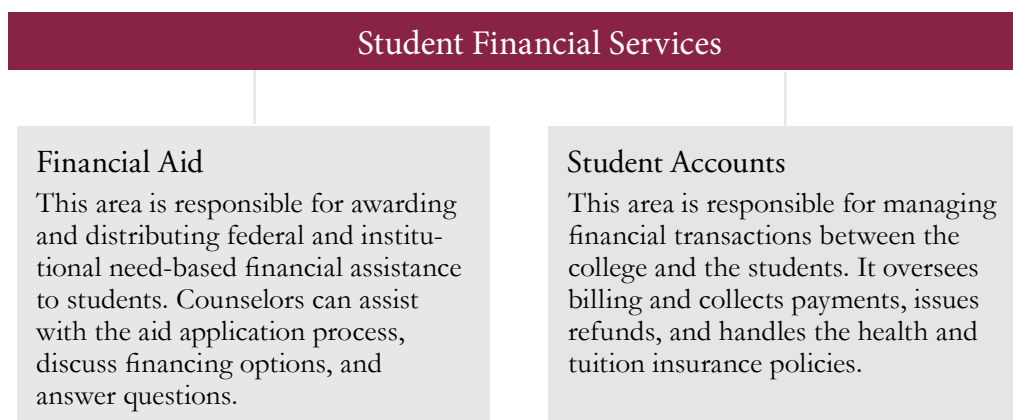 Student Financial Services
Financial Aid
This area is responsible for awarding
and distributing federal and institu-
tional need-based financial assistance
to students. Counselors can assist
with the aid application process,
discuss financing options, and
answer questions.
Student Accounts
This area is responsible for managing
financial transactions between the
college and the students. It oversees
billing and collects payments, issues
refunds, and handles the health and
tuition insurance policies.